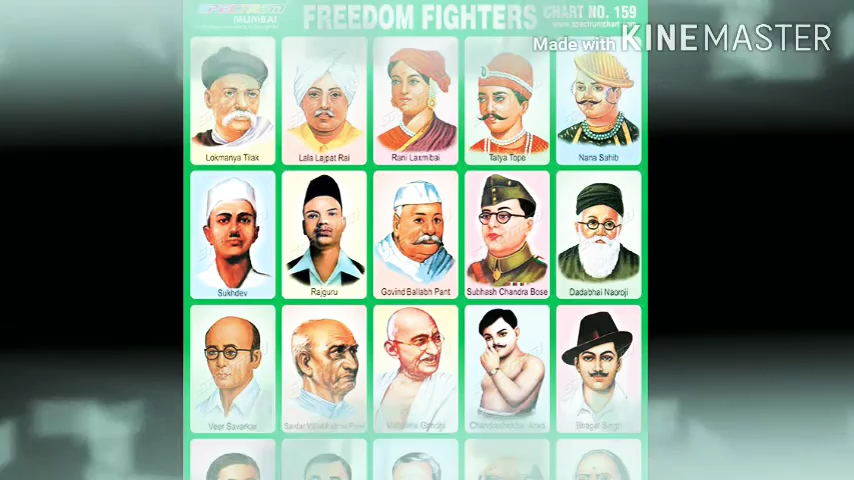 SPECTRUM
MUMBAI
FREEDOM FIGHTERS
CHART NO. 159
Made with KINEMASTER
Lokmanya Tilak
Lala Lajpat Rai
Rani Laxmibai
Tatya Tope
Nana Sahib
Sukhdev
Rajguru
Govind Ballabh Pant
Subhash Chandra Bose
Dadabhai Naoroji
Veer Savarkar
Mahatma Gandhi
Bhagat Singh